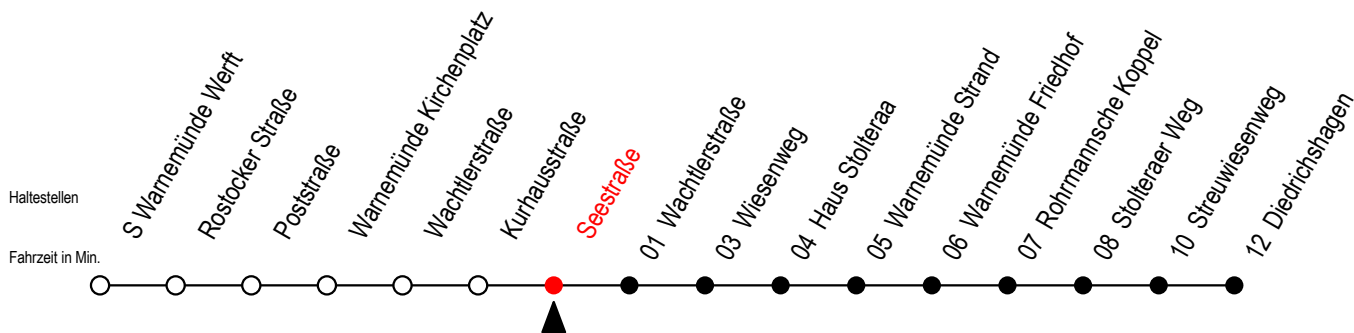 Haltestellen
Fahrzeit in Min.
S Warnemünde Werft
Rostocker Straße
Poststraße
Warnemünde Kirchenplatz
Wachtlerstraße
Kurhausstraße
Seestraße
01 Wachtlerstraße
03 Wiesenweg
04 Haus Stolteraa
05 Warnemünde Strand
06 Warnemünde Friedhof
07 Rohrmannsche Koppel
08 Stolteraer Weg
10 Streuwiesenweg
12 Diedrichshagen